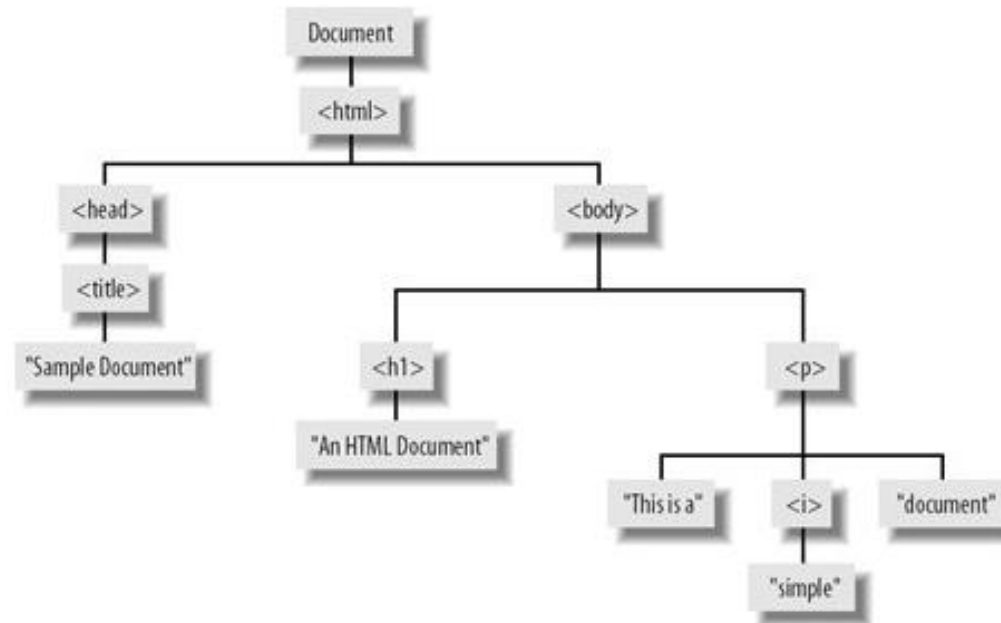 Document
<html>
<head>
<body>
<title>
"Sample Document"
<h1>
<p>
"An HTML Document"
"This is a"
<i>
"document"
"simple"